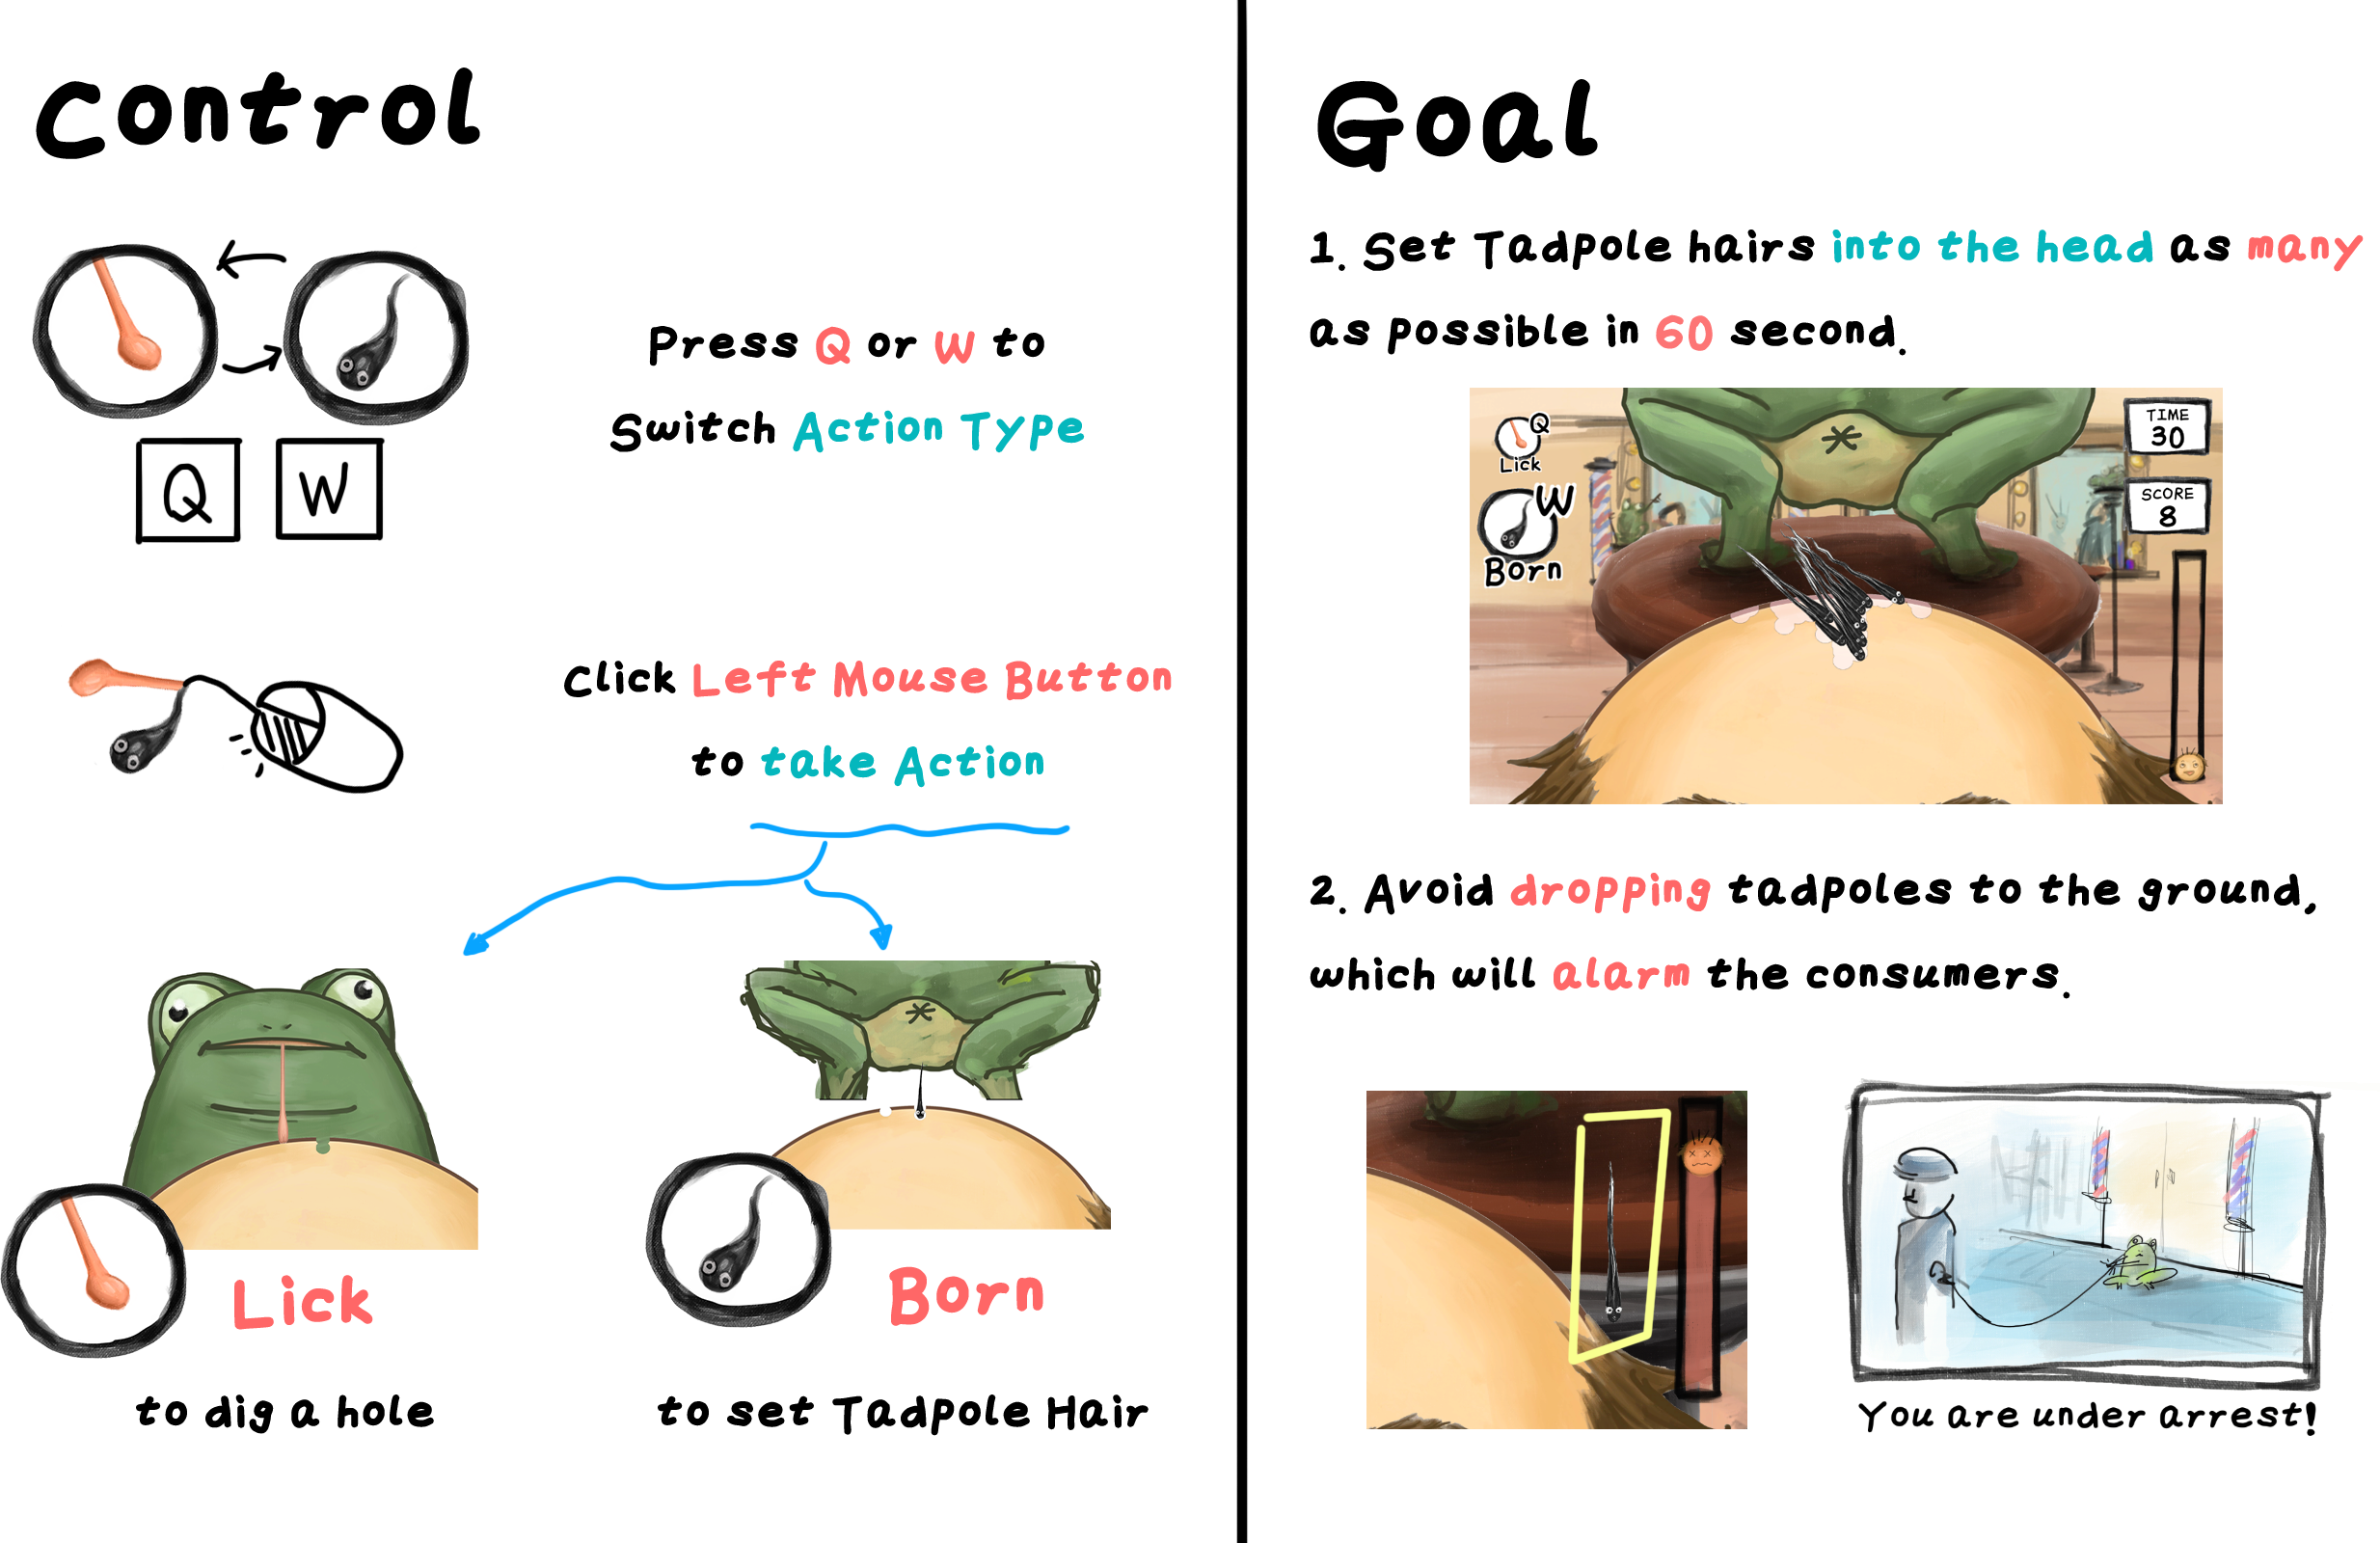 Control
Q W
Press Q or W to
Switch Action Type
Click Left Mouse Button
to take Action
Lick
to dig a hole
Born
to set Tadpole Hair
Goal
1. Set Tadpole hairs into the head as many
as possible in 60 second.
Q
Lick
W
Born
TIME
30
SCORE
8
2. Avoid dropping tadpoles to the ground,
which will alarm the consumers.
You are under arrest!